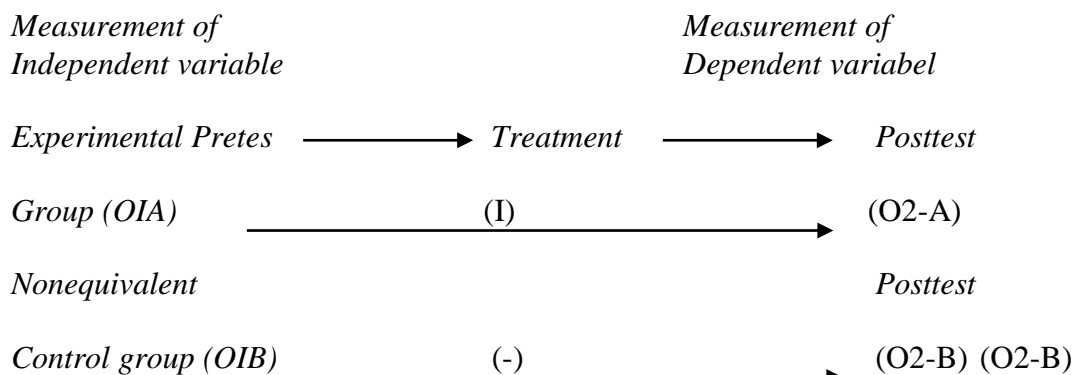 Measurement of Measurement of
Independent variable Dependent variabel
Experimental Pretes Treatment Posttest
Group (OIA) (I) (O2-A)
Nonequivalent Posttest
Control group (OIB) (-) (O2-B) (O2-B)